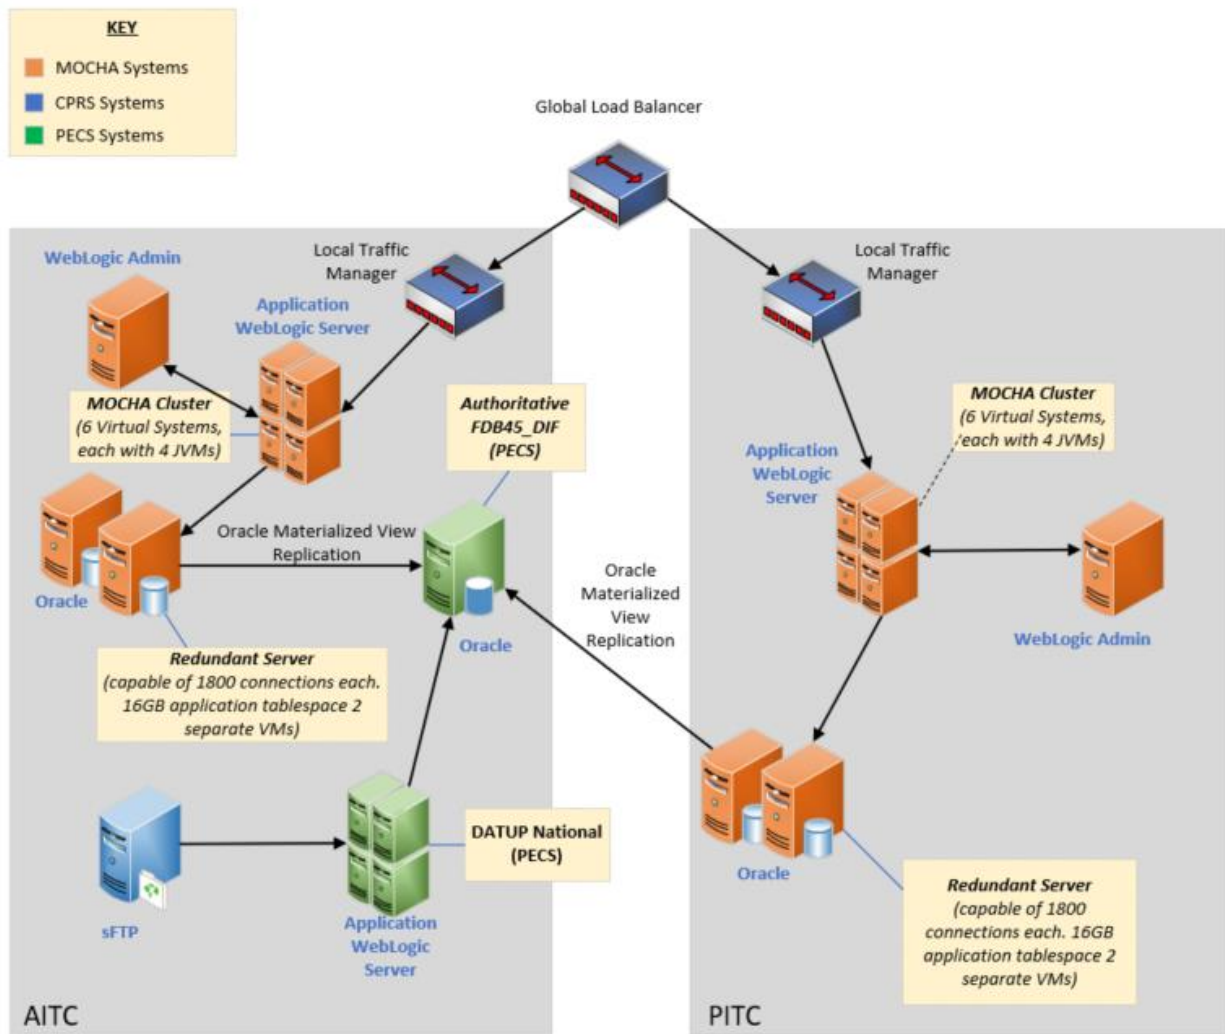 KEY
MOCHA Systems
CPRS Systems
PECS Systems
Global Load Balancer
WebLogic Admin
Local Traffic
Manager
Application
WebLogic Server
MOCHA Cluster
(6 Virtual Systems,
each with 4 JVMs)
Authoritative
FDB45_DIF
(PECS)
Oracle Materialized View
Replication
Oracle
Oracle
Redundant Server
(capable of 1800 connections each.
16GB application tablespace 2
separate VMs)
DATUP National
(PECS)
sFTP
Application
WebLogic
Server
AITC
Oracle
Materialized
View
Replication
Local Traffic
Manager
MOCHA Cluster
(6 Virtual Systems,
each with 4 JVMs)
Application
WebLogic
Server
WebLogic Admin
Oracle
Redundant Server
(capable of 1800
connections each. 16GB
application tablespace 2
separate VMs)
PITC